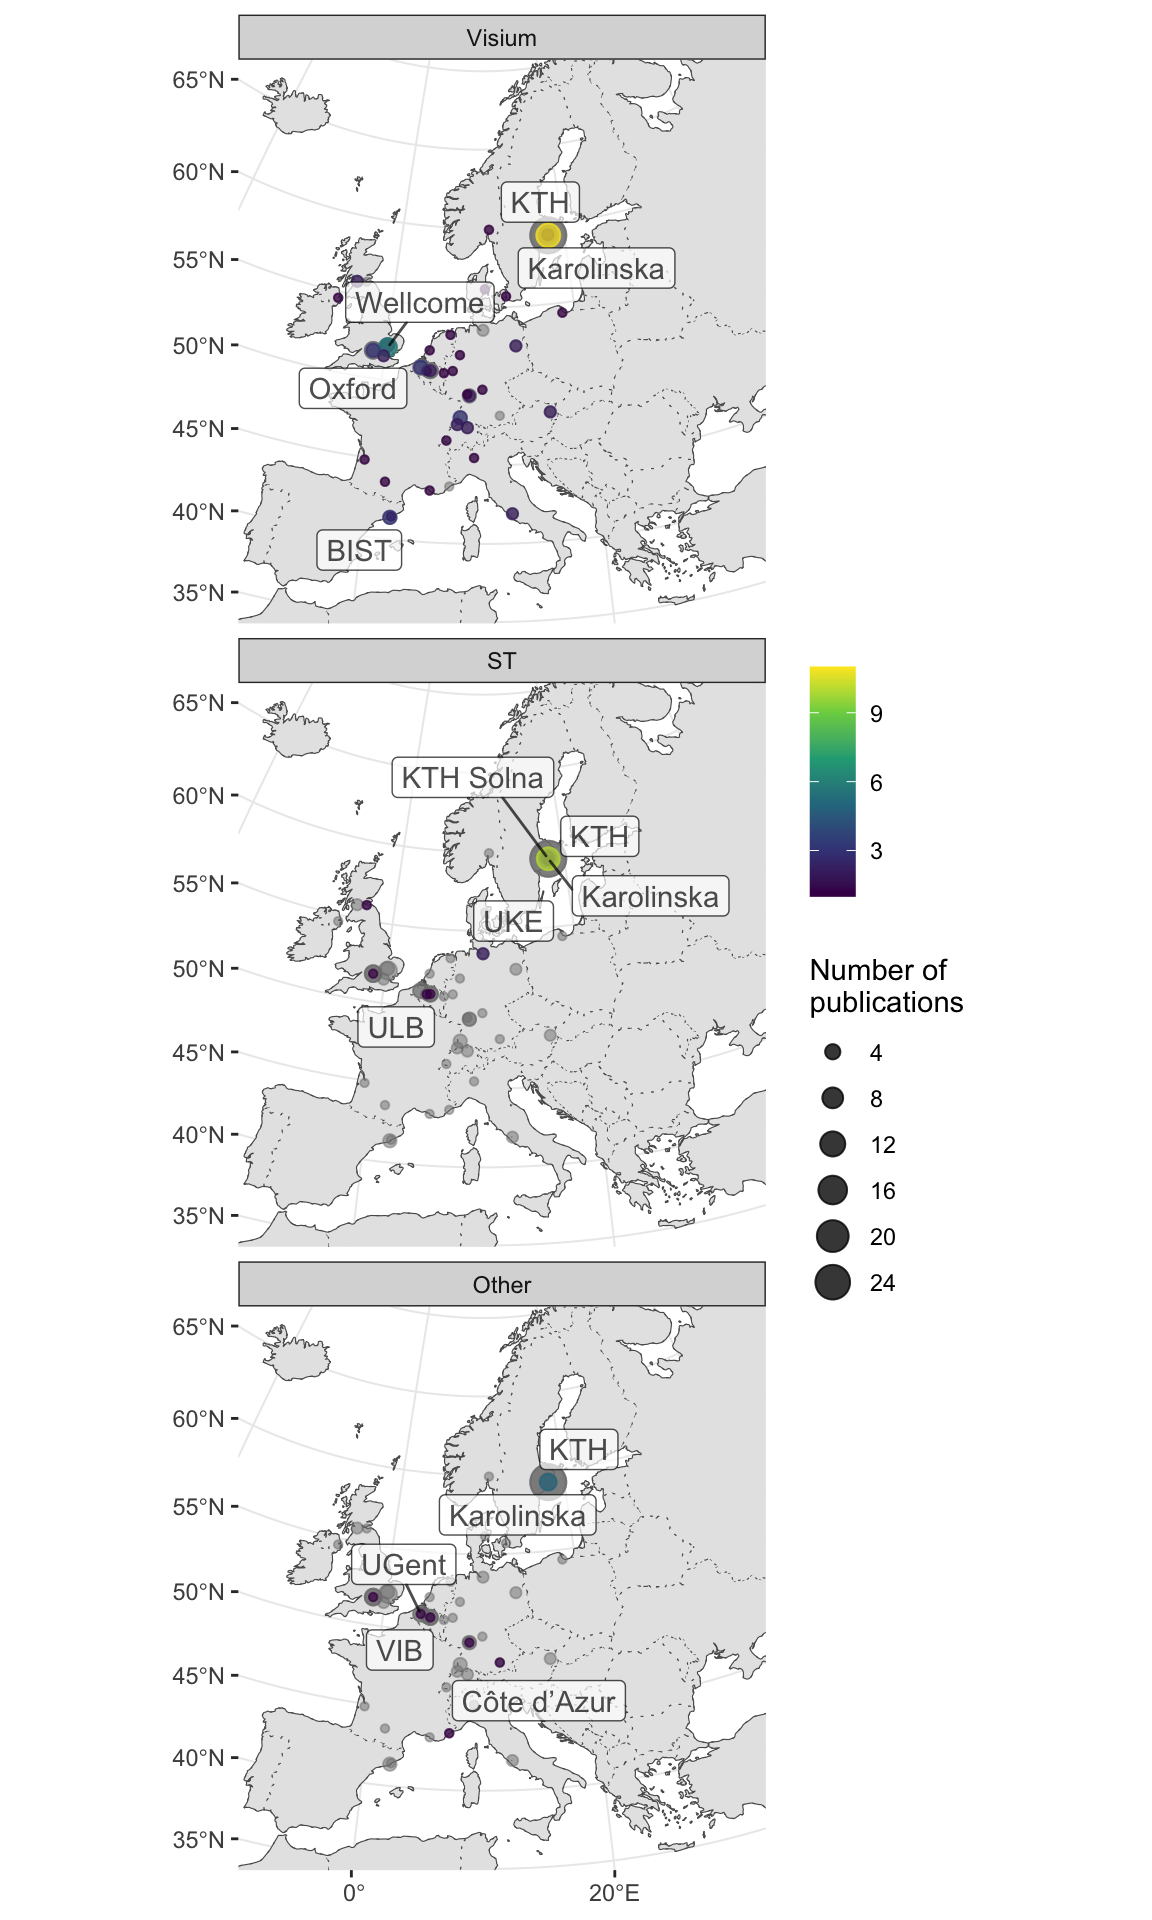 Visium
65°N
60°N
55°N
50°N
45°N
40°N
35°N
KTH
Karolinska
Wellcome
Oxford
BIST
ST
65°N
60°N
55°N
50°N
45°N
40°N
35°N
KTH Solna
KTH
Karolinska
UKE
ULB
9
6
3
Number of
publications
4
8
12
16
20
24
Other
65°N
60°N
55°N
50°N
45°N
40°N
35°N
KTH
Karolinska
UGent
VIB
Côte d’Azur
0°
20°E